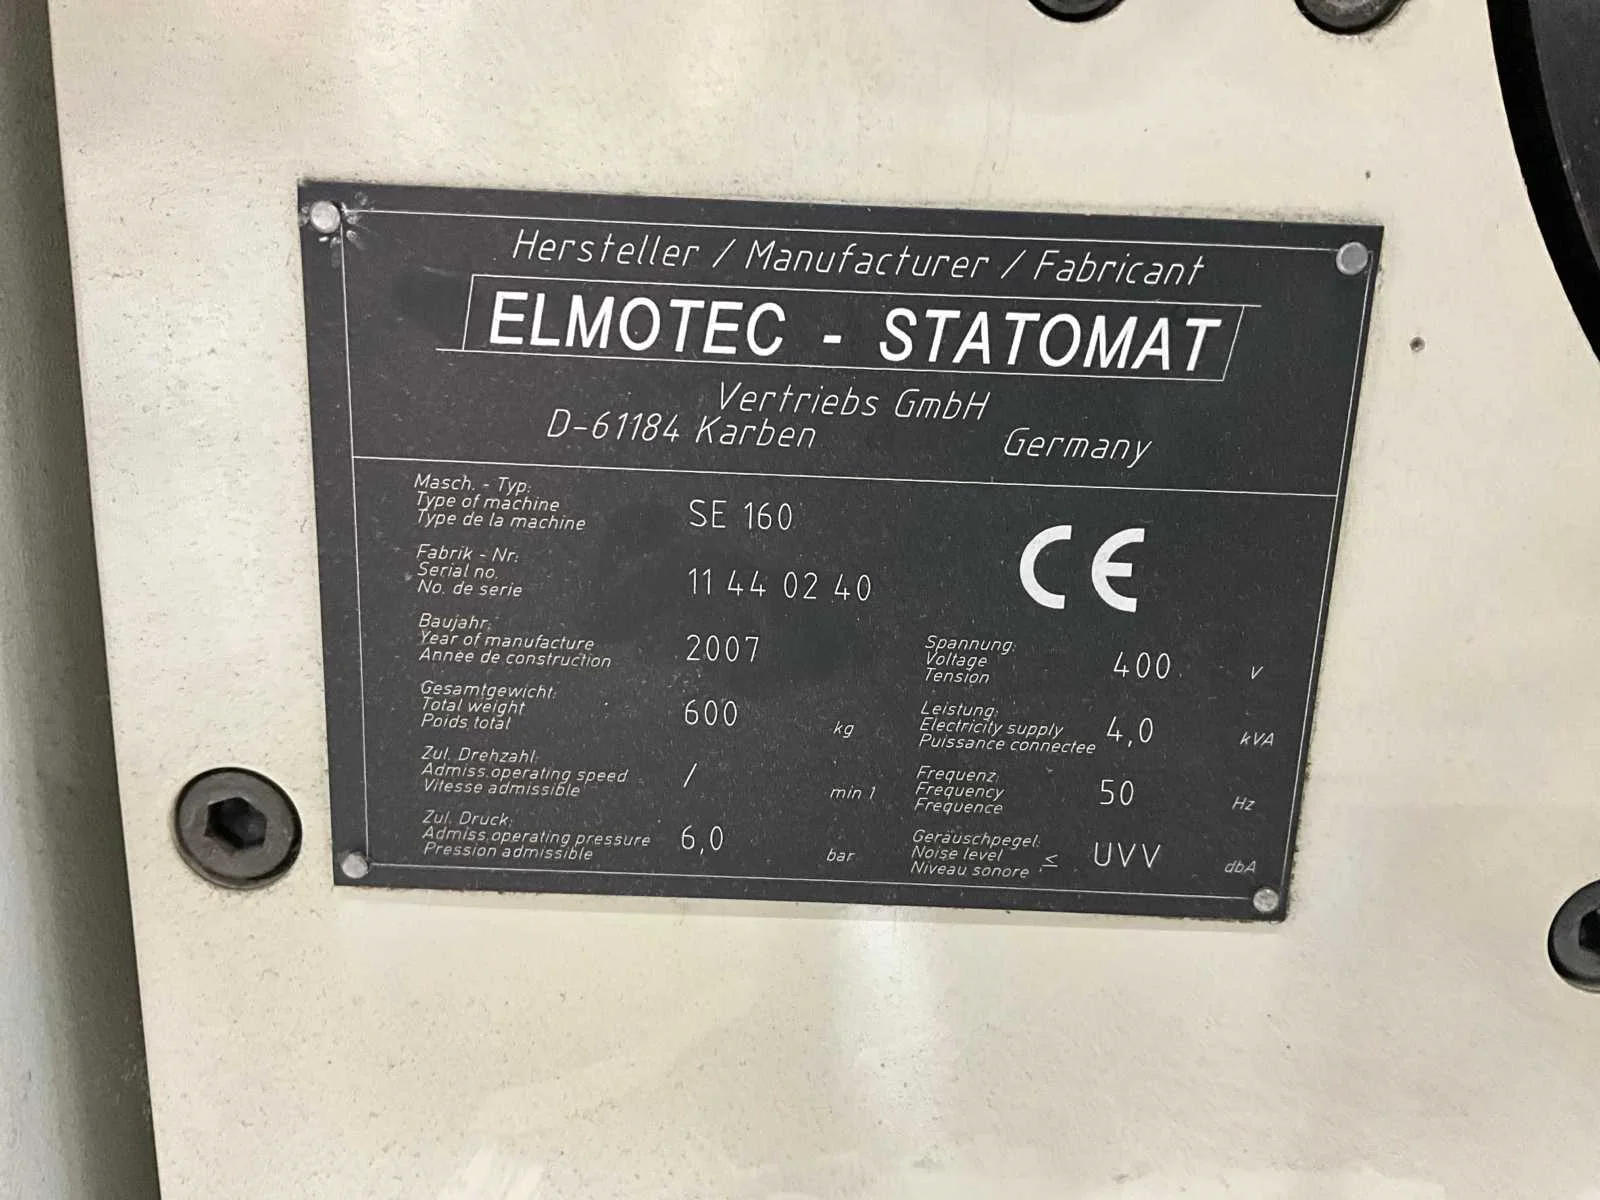 Hersteller / Manufacturer / Fabricant
ELMOTEC - STATOMAT
Vertriebs GmbH
D-61184 Karben Germany
Masch. - Typ:
Type of machine
Type de la machine
SE 160
CE
Fabrik - Nr:
Serial no.
No. de serie
11 44 02 40
Baujahr:
Year of manufacture
Annee de construction
2007
Gesamtgewicht:
Total weight
Poids total
600 kg
Zul. Drehzahl:
Admiss.operating speed
Vitesse admissible
/ min 1
Zul. Druck:
Admiss.operating pressure
Pression admissible
6,0 bar
Spannung:
Voltage
Tension
400 V
Leistung:
Electricity supply
Puissance connectee
4,0 kVA
Frequenz:
Frequency
Frequence
50 Hz
Geräuschpegel:
Noise level
Niveau sonore
≤ UVV dbA